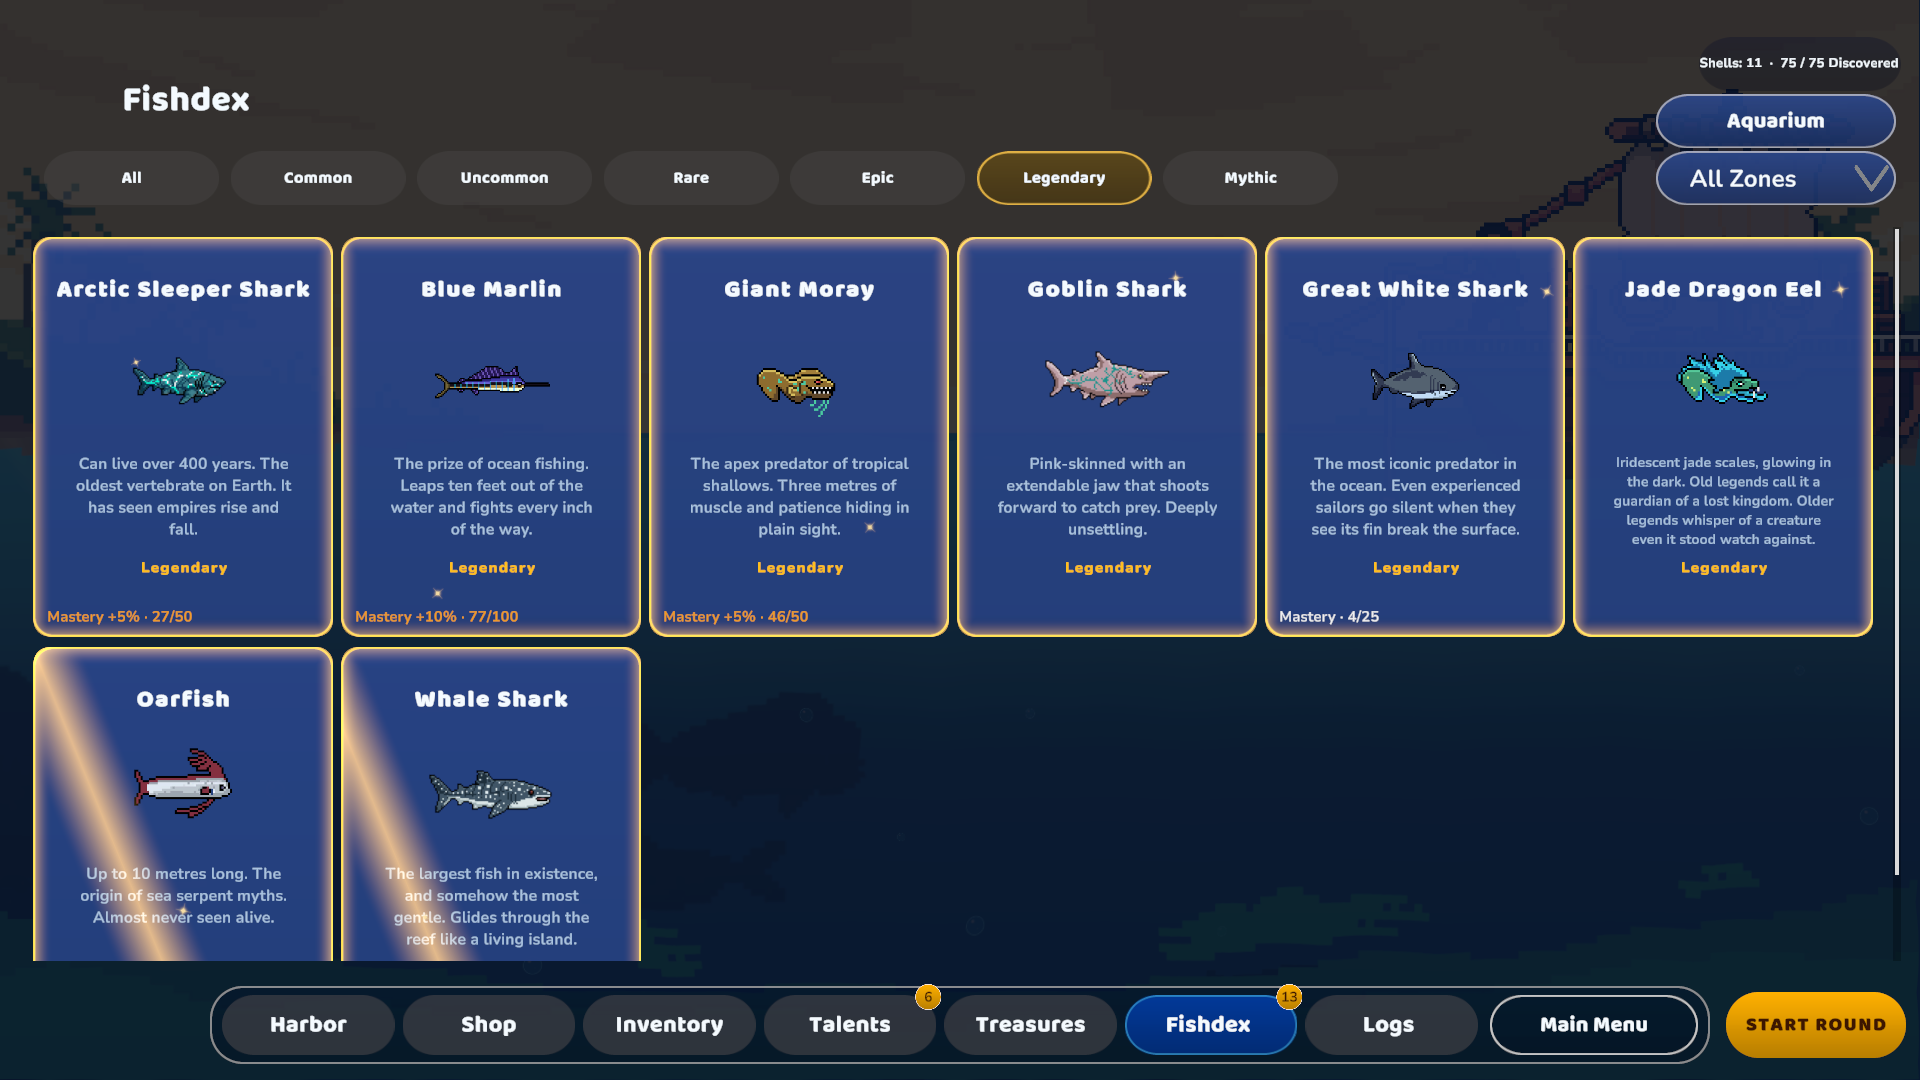 Shells: 11 · 75 / 75 Discovered
Fishdex
Aquarium
All
Common
Uncommon
Rare
Epic
Legendary
Mythic
All Zones
Arctic Sleeper Shark
Can live over 400 years. The
oldest vertebrate on Earth. It
has seen empires rise and
fall.
Legendary
Mastery +5% · 27/50
Blue Marlin
The prize of ocean fishing.
Leaps ten feet out of the
water and fights every inch
of the way.
Legendary
Mastery +10% · 77/100
Giant Moray
The apex predator of tropical
shallows. Three metres of
muscle and patience hiding in
plain sight.
Legendary
Mastery +5% · 46/50
Goblin Shark
Pink-skinned with an
extendable jaw that shoots
forward to catch prey. Deeply
unsettling.
Legendary
Great White Shark
The most iconic predator in
the ocean. Even experienced
sailors go silent when they
see its fin break the surface.
Legendary
Mastery · 4/25
Jade Dragon Eel
Iridescent jade scales, glowing in
the dark. Old legends call it a
guardian of a lost kingdom. Older
legends whisper of a creature
even it stood watch against.
Legendary
Oarfish
Up to 10 metres long. The
origin of sea serpent myths.
Almost never seen alive.
Whale Shark
The largest fish in existence,
and somehow the most
gentle. Glides through the
reef like a living island.
Harbor
Shop
Inventory
Talents
6
Treasures
Fishdex
13
Logs
Main Menu
START ROUND